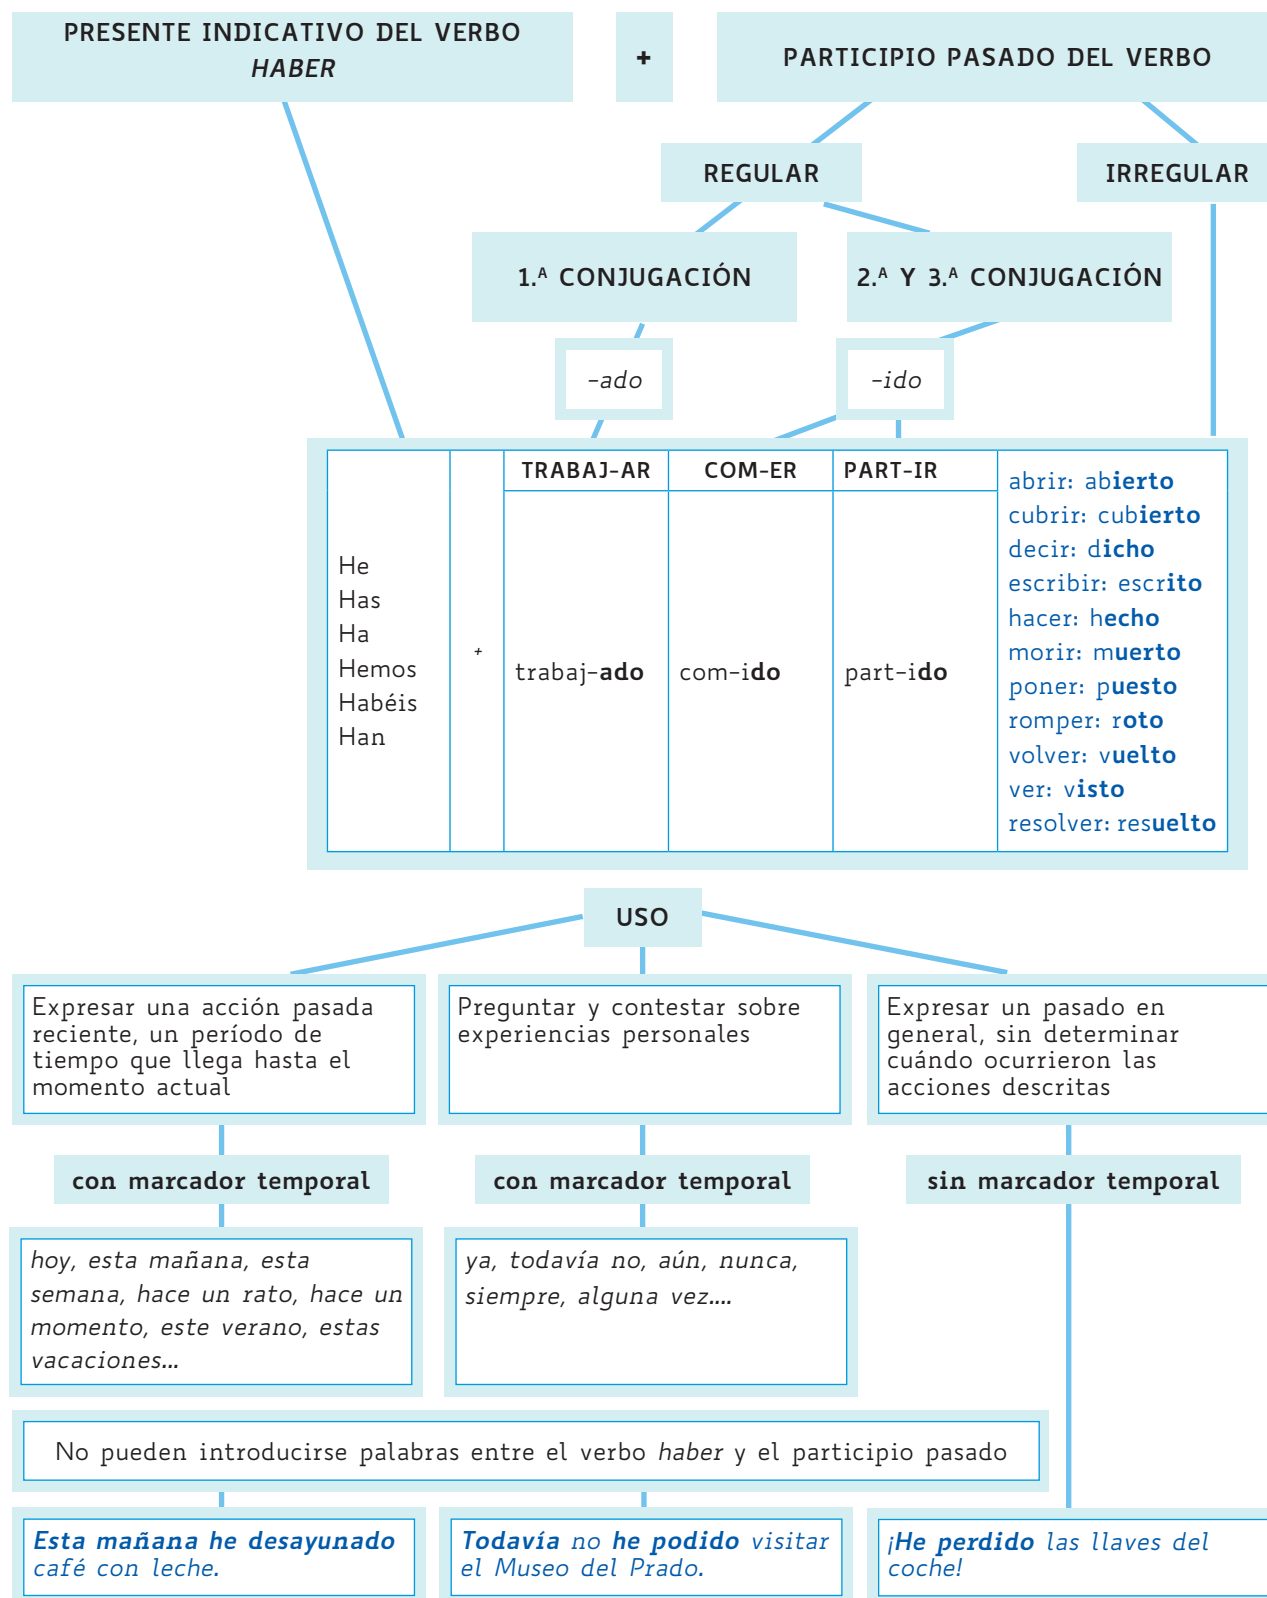 PRESENTE INDICATIVO DEL VERBO
HABER
+
PARTICIPIO PASADO DEL VERBO
REGULAR
IRREGULAR
1.ª CONJUGACIÓN
2.ª Y 3.ª CONJUGACIÓN
-ado
-ido
TRABAJ-AR
COM-ER
PART-IR
He
Has
Ha
Hemos
Habéis
Han
+
trabaj-ado
com-ido
part-ido
abrir: abierto
cubrir: cubierto
decir: dicho
escribir: escrito
hacer: hecho
morir: muerto
poner: puesto
romper: roto
volver: vuelto
ver: visto
resolver: resuelto
USO
Expresar una acción pasada
reciente, un período de
tiempo que llega hasta el
momento actual
Preguntar y contestar sobre
experiencias personales
Expresar un pasado en
general, sin determinar
cuándo ocurrieron las
acciones descritas
con marcador temporal
con marcador temporal
sin marcador temporal
hoy, esta mañana, esta
semana, hace un rato, hace un
momento, este verano, estas
vacaciones...
ya, todavía no, aún, nunca,
siempre, alguna vez....
No pueden introducirse palabras entre el verbo haber y el participio pasado
Esta mañana he desayunado
café con leche.
Todavía no he podido visitar
el Museo del Prado.
¡He perdido las llaves del
coche!